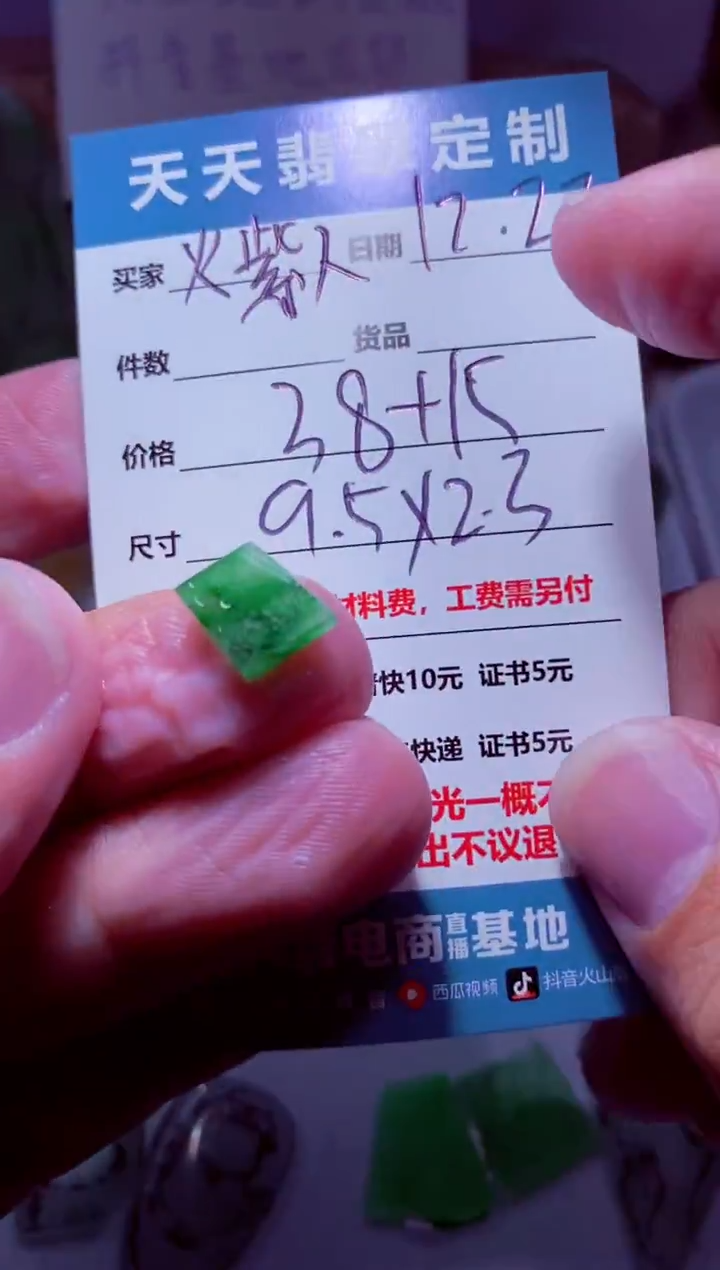 天天翡翠定制
买家 火紫人 日期 12.2
件数 货品
价格 38+15
尺寸 9.5X2.3
材料费，工费需另付
快10元 证书5元
快递 证书5元
光一概不
出不议退
电商直播基地
西瓜视频 抖音火山